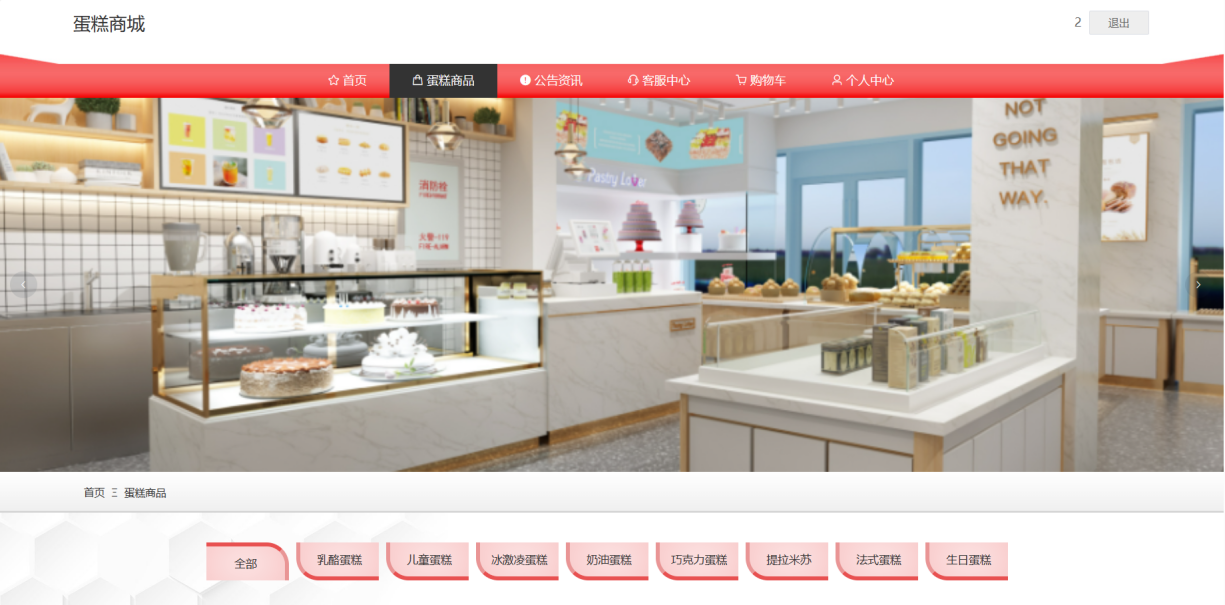 蛋糕商城
2 退出
首页 蛋糕商品 公告资讯 客服中心 购物车 个人中心
消防栓
火警-119
Pastry Lover
NOT
GOING
THAT
WAY.
首页 Ξ 蛋糕商品
全部 乳酪蛋糕 儿童蛋糕 冰激凌蛋糕 奶油蛋糕 巧克力蛋糕 提拉米苏 法式蛋糕 生日蛋糕